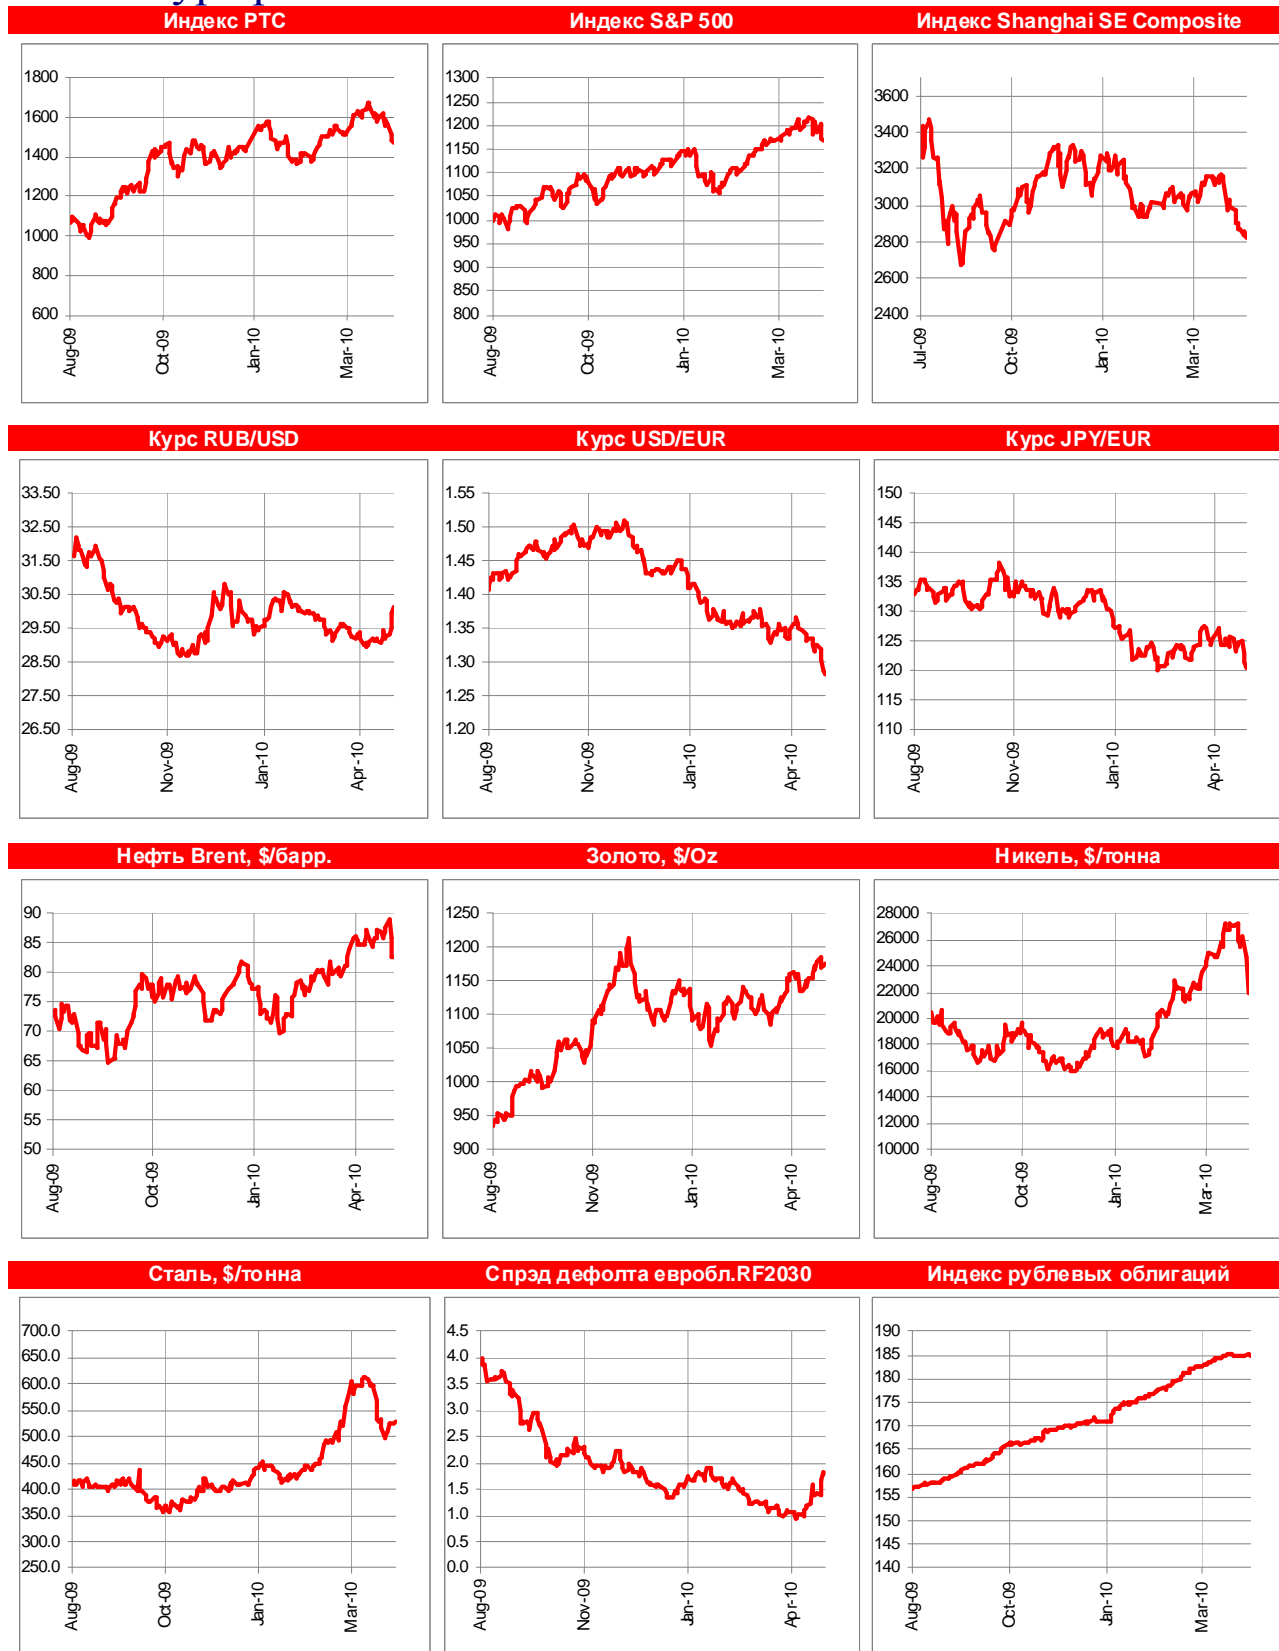 Индекс РТС
Индекс S&P 500
Индекс Shanghai SE Composite
1800
1600
1400
1200
1000
800
600
Aug-09
Oct-09
Jan-10
Mar-10
1300
1250
1200
1150
1100
1050
1000
950
900
850
800
Aug-09
Oct-09
Jan-10
Mar-10
3600
3400
3200
3000
2800
2600
2400
Jul-09
Oct-09
Jan-10
Mar-10
Курс RUB/USD
Курс USD/EUR
Курс JPY/EUR
33.50
32.50
31.50
30.50
29.50
28.50
27.50
26.50
Aug-09
Nov-09
Jan-10
Apr-10
1.55
1.50
1.45
1.40
1.35
1.30
1.25
1.20
Aug-09
Nov-09
Jan-10
Apr-10
150
145
140
135
130
125
120
115
110
Aug-09
Nov-09
Jan-10
Apr-10
Нефть Brent, $/барр.
Золото, $/Oz
Никель, $/тонна
90
85
80
75
70
65
60
55
50
Aug-09
Oct-09
Jan-10
Apr-10
1250
1200
1150
1100
1050
1000
950
900
Aug-09
Nov-09
Jan-10
Apr-10
28000
26000
24000
22000
20000
18000
16000
14000
12000
10000
Aug-09
Oct-09
Jan-10
Mar-10
Сталь, $/тонна
Спрэд дефолта евробл.RF2030
Индекс рублевых облигаций
700.0
650.0
600.0
550.0
500.0
450.0
400.0
350.0
300.0
250.0
Aug-09
Oct-09
Jan-10
Mar-10
4.5
4.0
3.5
3.0
2.5
2.0
1.5
1.0
0.5
0.0
Aug-09
Nov-09
Jan-10
Apr-10
190
185
180
175
170
165
160
155
150
145
140
Aug-09
Oct-09
Jan-10
Mar-10